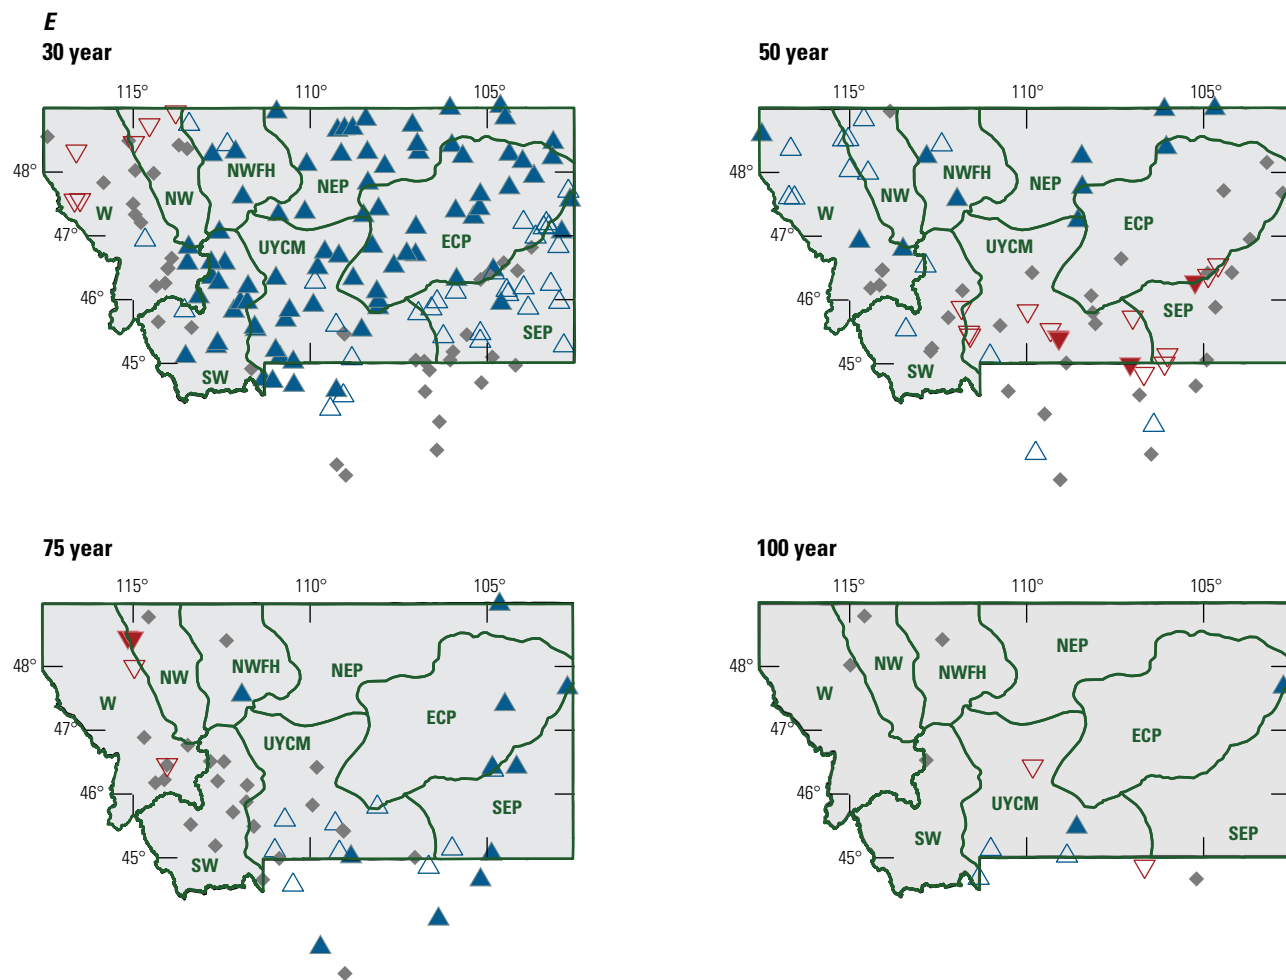 E
30 year
50 year
115° 110° 105°
115° 110° 105°
48°
47°
46°
45°
W
NW
NWFH
NEP
ECP
UYCM
SEP
SW
48°
47°
46°
45°
W
NW
NWFH
NEP
ECP
UYCM
SEP
SW
75 year
100 year
115° 110° 105°
115° 110° 105°
48°
47°
46°
45°
W
NW
NWFH
NEP
ECP
UYCM
SEP
SW
48°
47°
46°
45°
W
NW
NWFH
NEP
ECP
UYCM
SEP
SW